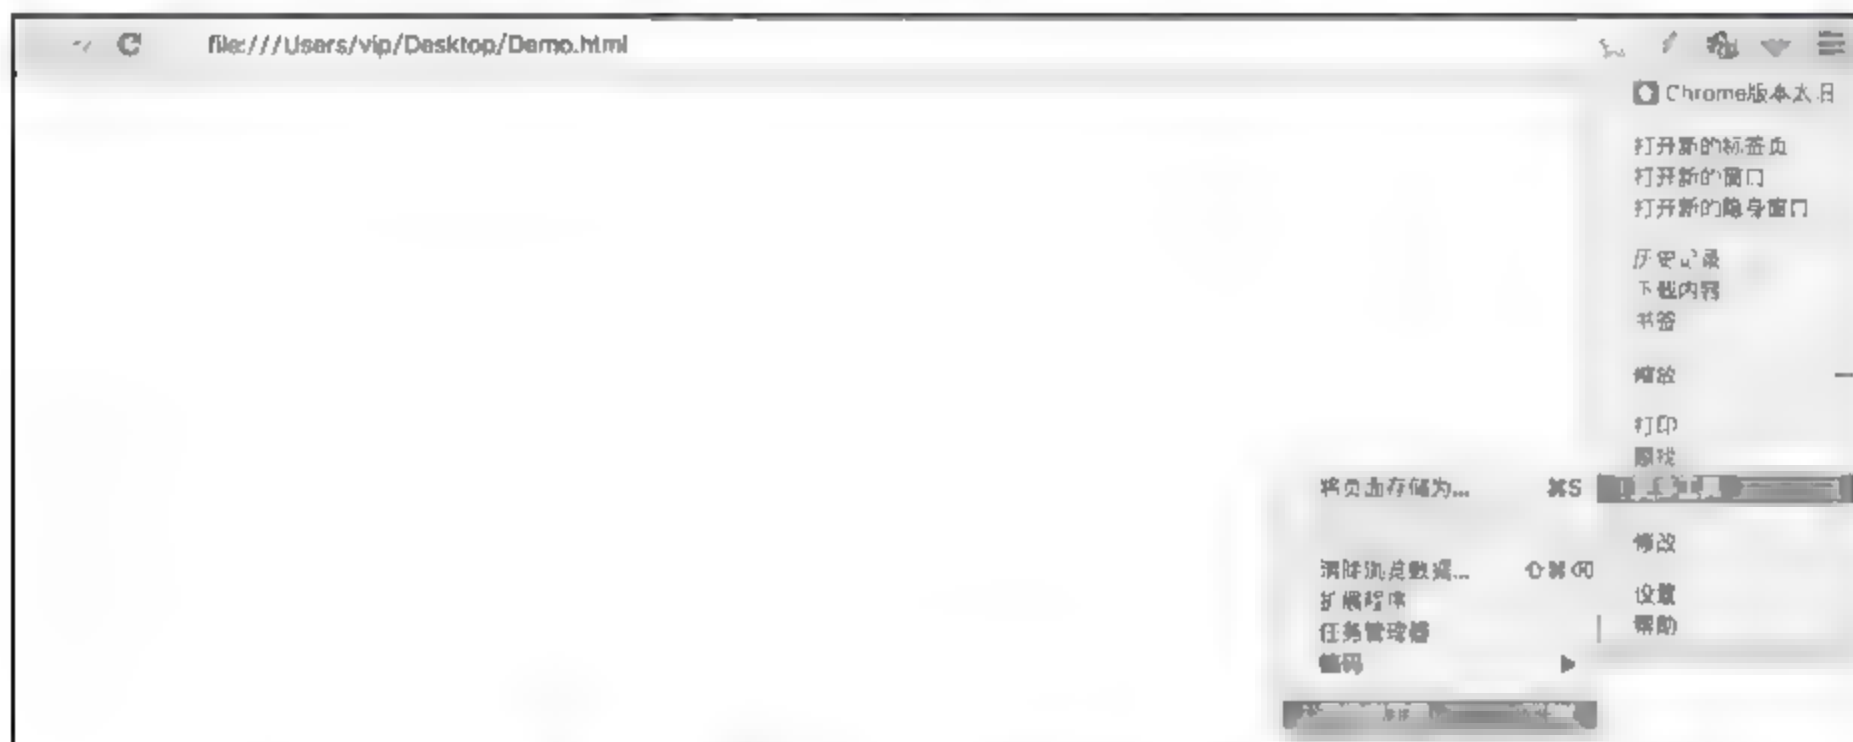 file:///Users/vip/Desktop/Demo.html
Chrome版本太旧
打开新的标签页
打开新的窗口
打开新的隐身窗口
历史记录
下载内容
书签
缩放
打印
查找
将页面存储为... ⌘S
修改
清除浏览数据... ⇧⌘⌫
扩展程序
设置
任务管理器
帮助
编码